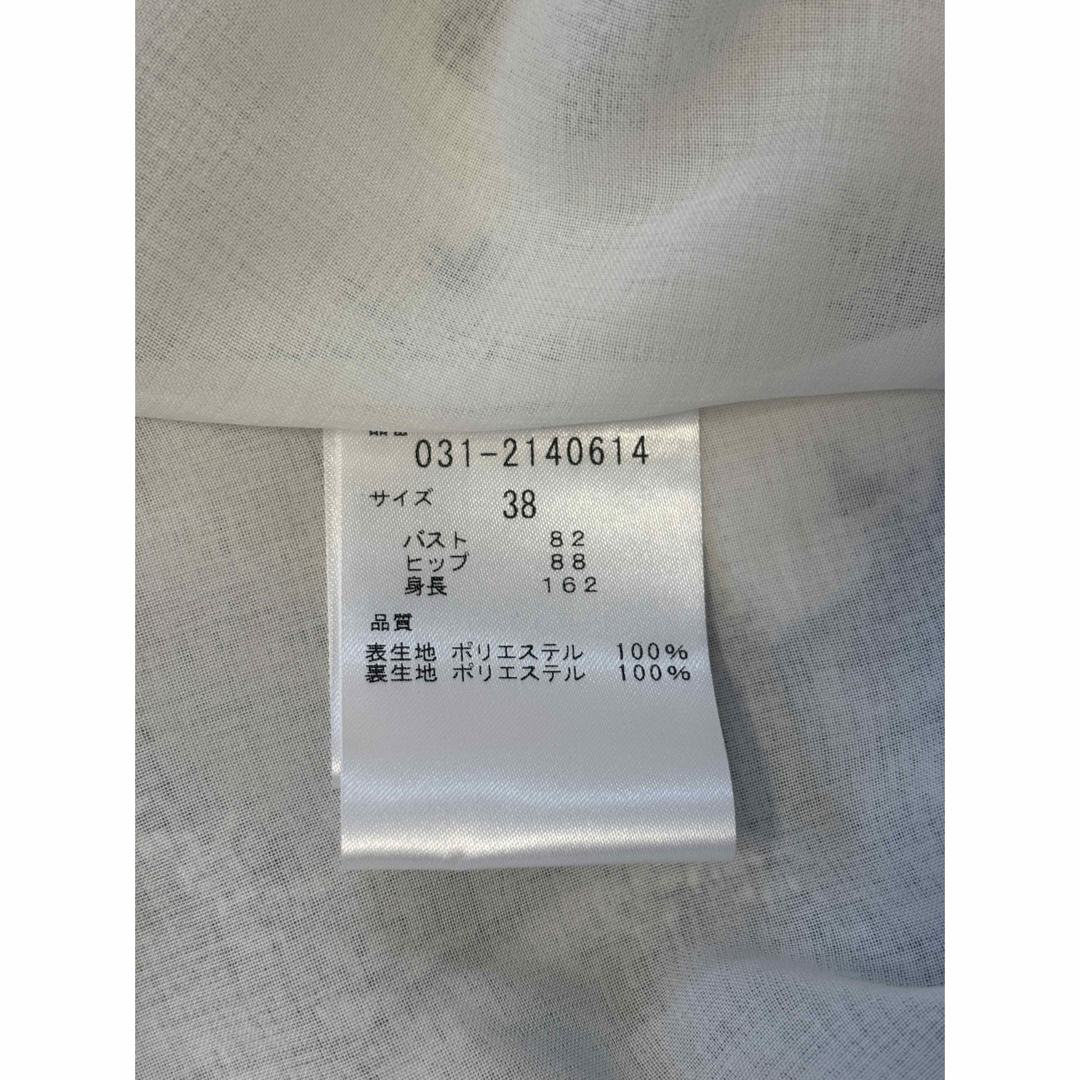 031-2140614
サイズ 38
バスト 82
ヒップ 88
身長 162
品質
表生地 ポリエステル 100%
裏生地 ポリエステル 100%